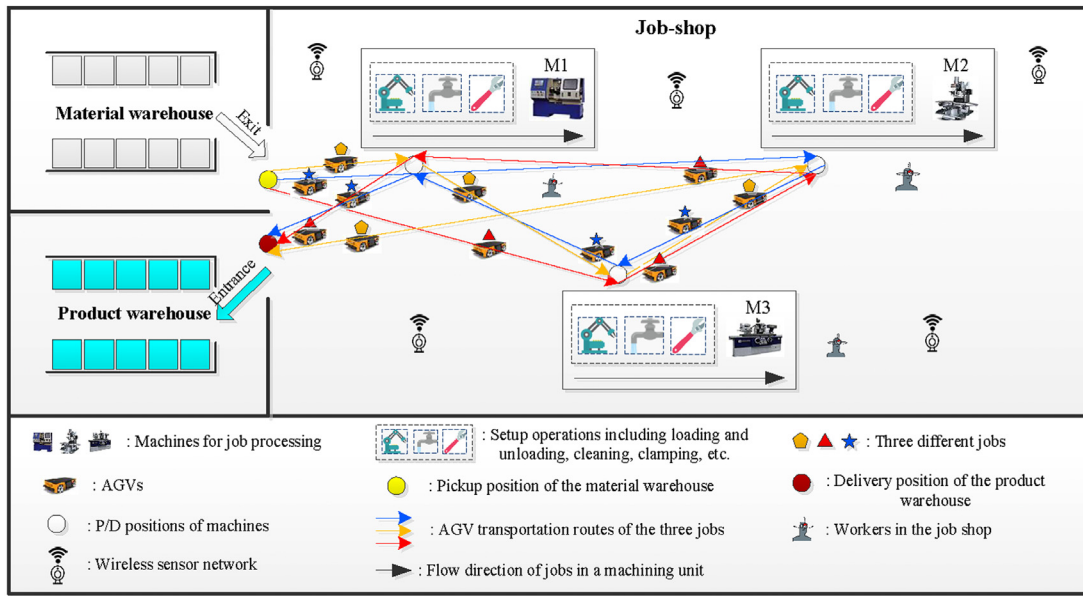 Job-shop
M1
M2
Material warehouse
Exit
Entrance
Product warehouse
M3
: Machines for job processing
: Setup operations including loading and
unloading, cleaning, clamping, etc.
: Three different jobs
: AGVs
: Pickup position of the material warehouse
: Delivery position of the product
warehouse
: P/D positions of machines
: AGV transportation routes of the three jobs
: Workers in the job shop
: Wireless sensor network
: Flow direction of jobs in a machining unit